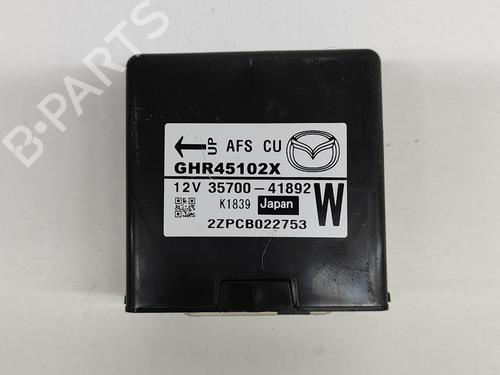 B-PARTS
UP AFS CU
GHR45102X
12V 35700-41892
K1839 Japan W
2ZPCB022753